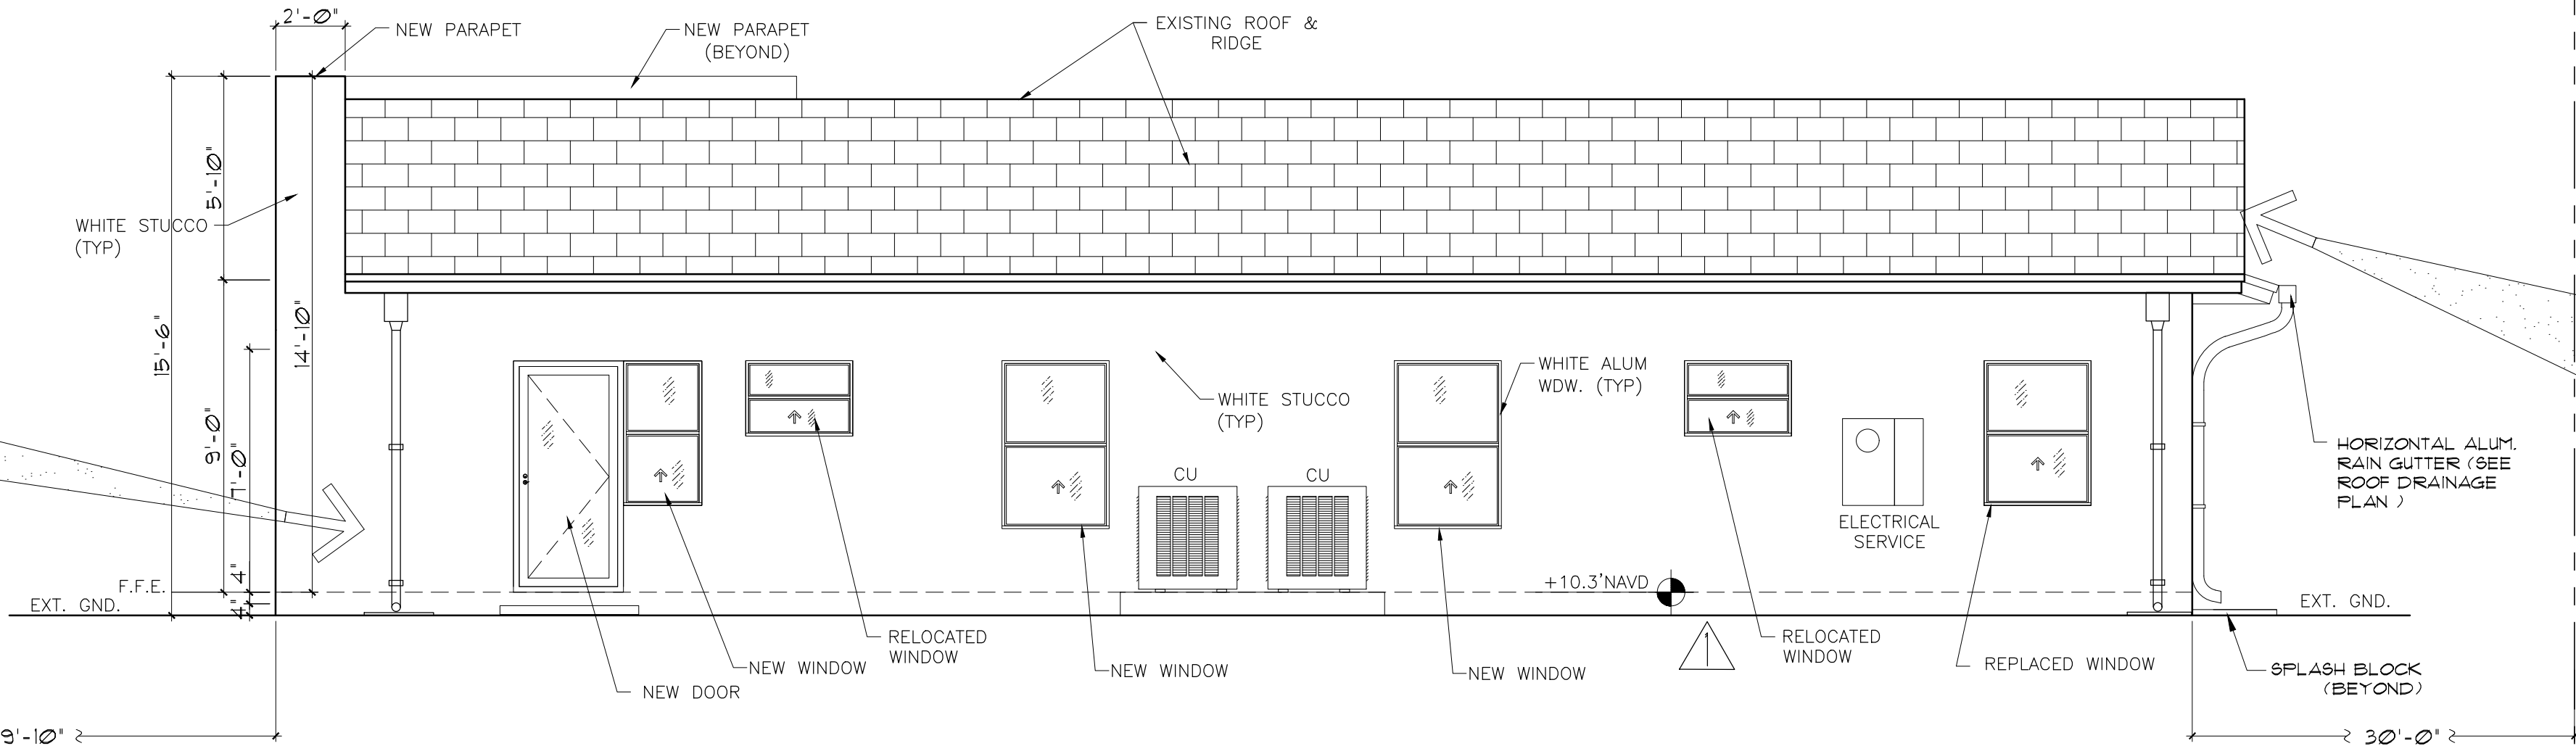 2'-0"
NEW PARAPET
NEW PARAPET
(BEYOND)
EXISTING ROOF &
RIDGE
5'-10"
WHITE STUCCO
(TYP)
15'-6"
14'-10"
9'-0"
7'-0"
4"
4"
F.F.E.
EXT. GND.
WHITE STUCCO
(TYP)
WHITE ALUM
WDW. (TYP)
CU
CU
ELECTRICAL
SERVICE
+10.3'NAVD
HORIZONTAL ALUM.
RAIN GUTTER (SEE
ROOF DRAINAGE
PLAN )
EXT. GND.
1
RELOCATED
WINDOW
NEW WINDOW
NEW DOOR
NEW WINDOW
NEW WINDOW
RELOCATED
WINDOW
REPLACED WINDOW
SPLASH BLOCK
(BEYOND)
9'-10"
30'-0"